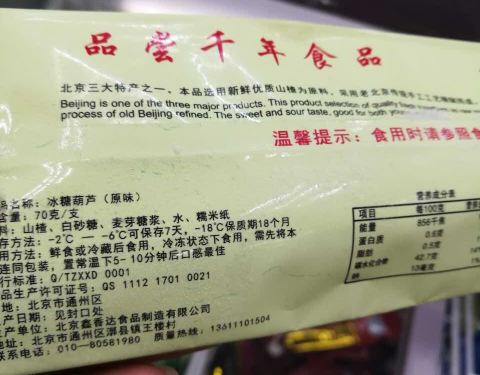 品尝千年食品
北京三大特产之一、本品选用新鲜优质山楂为原料，采用老北京传统手工工艺精制而成。
Beijing is one of the three major products. This product selection of quality
process of old Beijing refined. The sweet and sour taste, good for both
温馨提示：食用时请参照食
品名称：冰糖葫芦（原味）
含量：70克/支
料：山楂、白砂糖、麦芽糖浆、水、糯米纸
存方法：-2℃ — -6℃可保存7天，-18℃保质期18个月
用方法：鲜食或冷藏后食用，冷冻状态下食用，需先将本
连同包装，置常温下5-10分钟后口感最佳
行标准：Q/TZXXD 0001
品生产许可证号：QS 1112 1701 0021
地：北京市通州区
产日期：见封口处
生产单位：北京鑫香达食品制造有限公司
址：北京市通州区漷县镇王楼村
联系电话：010-80581980 质量热线：13611101504
营养成分表
项目 每100克 营养
能量 856千焦
蛋白质 0.6克
脂肪 0.5克
碳水化合物 42.7克 14%
钠 13毫克 1%